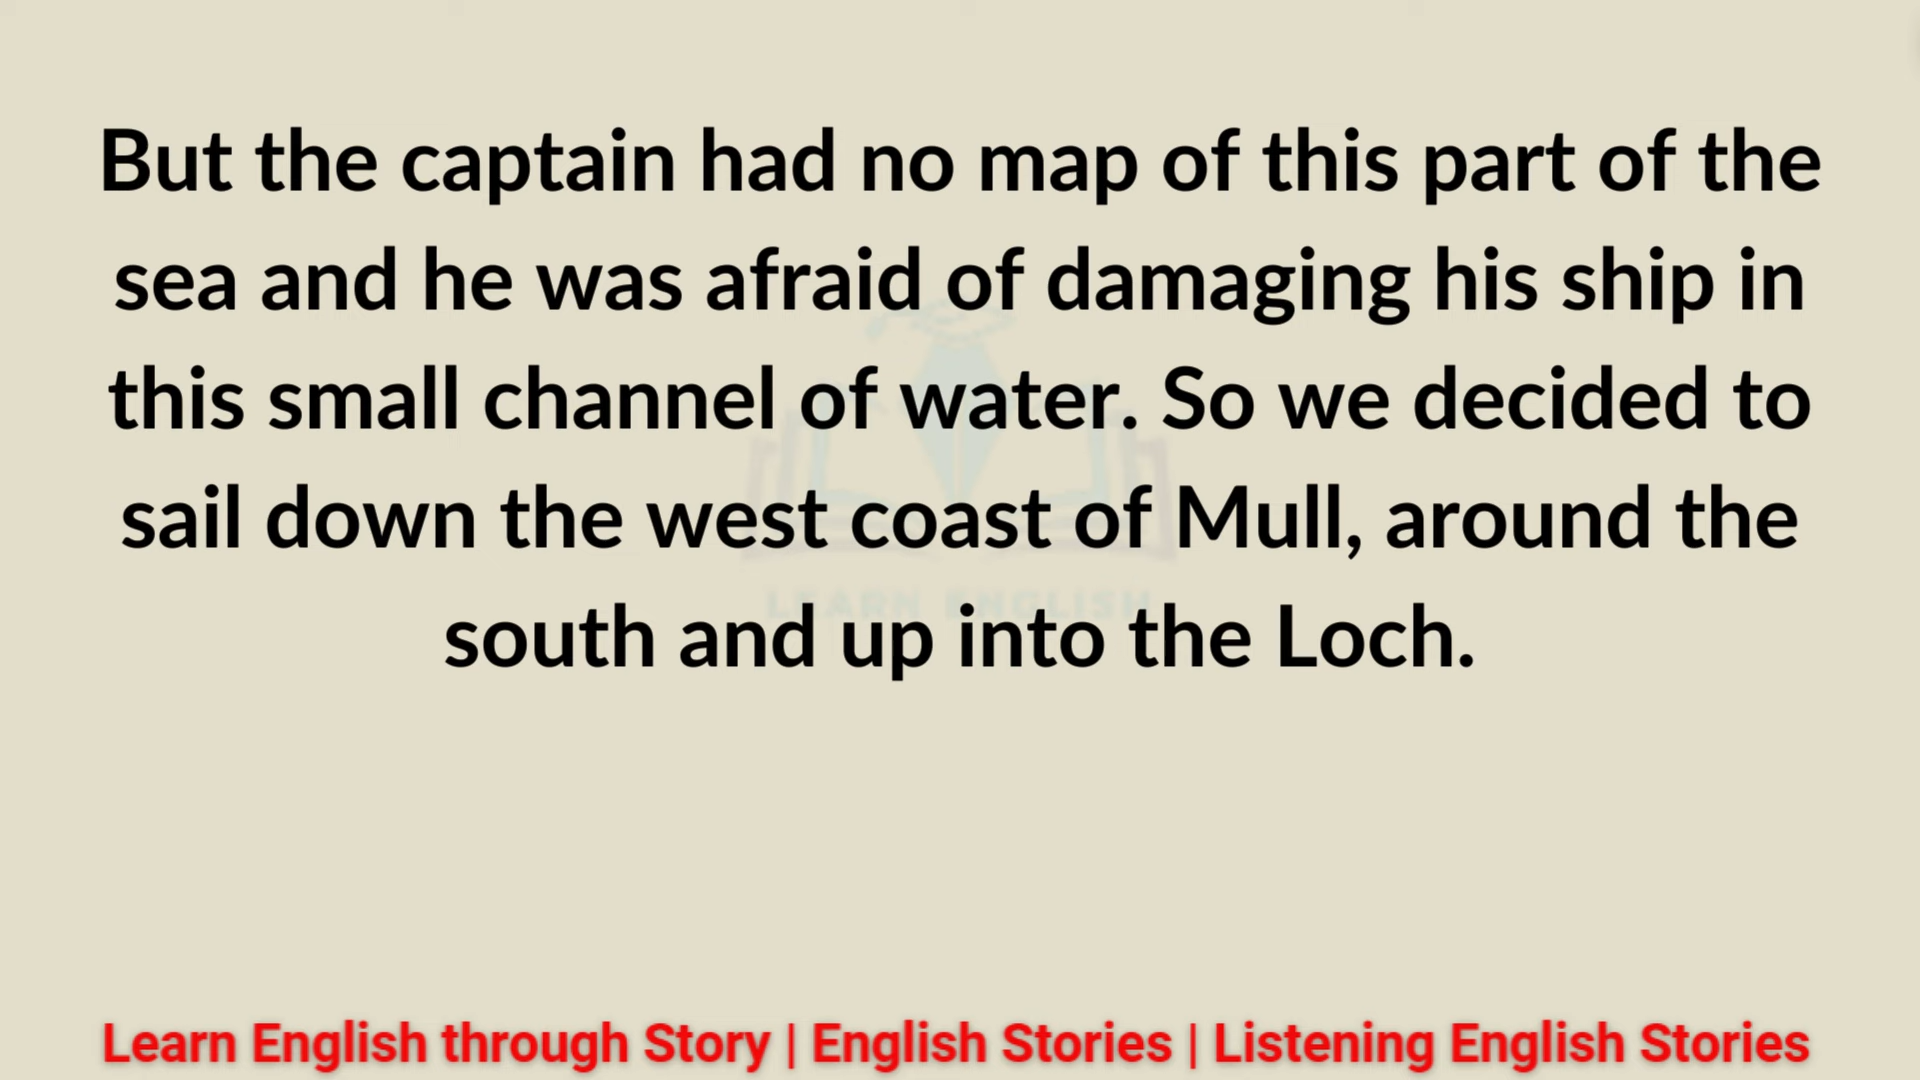 But the captain had no map of this part of the
sea and he was afraid of damaging his ship in
this small channel of water. So we decided to
sail down the west coast of Mull, around the
south and up into the Loch.
LEARN ENGLISH
Learn English through Story | English Stories | Listening English Stories